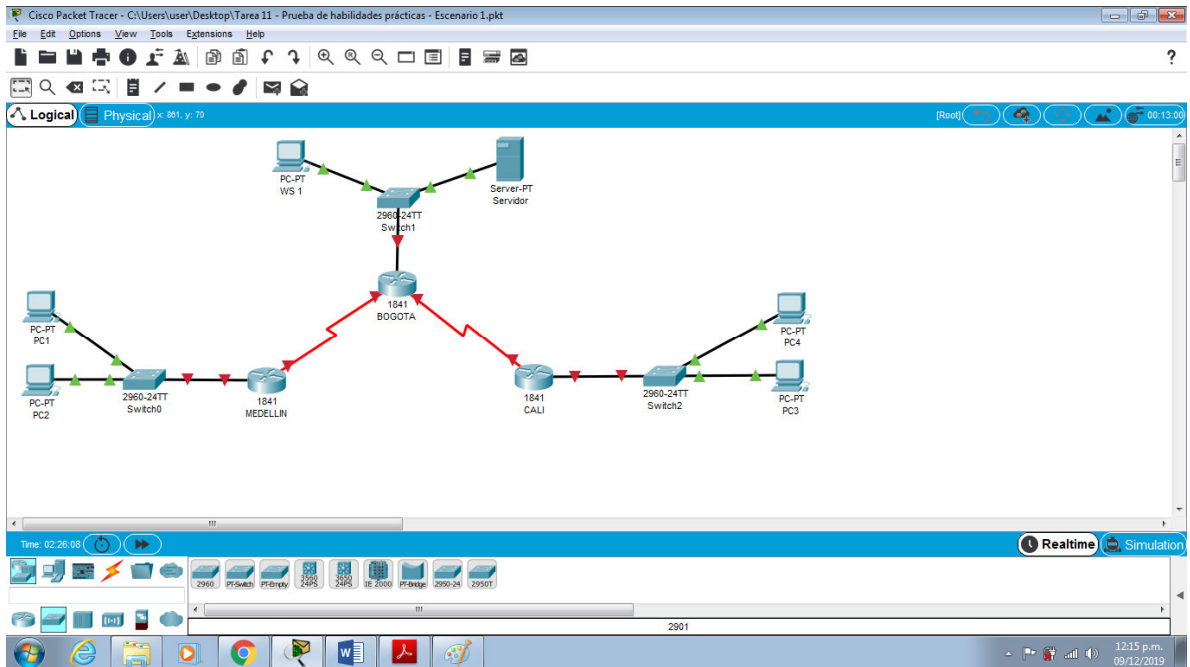 Cisco Packet Tracer - C:\Users\user\Desktop\Tarea 11 - Prueba de habilidades prácticas - Escenario 1.pkt
File Edit Options View Tools Extensions Help
?
Logical Physical x: 861, y: 70 [Root] 00:13:00
PC-PT
WS 1
Server-PT
Servidor
2960-24TT
Switch1
1841
BOGOTA
PC-PT
PC1
PC-PT
PC2
2960-24TT
Switch0
1841
MEDELLIN
1841
CALI
2960-24TT
Switch2
PC-PT
PC4
PC-PT
PC3
Time: 02:26:08 Realtime Simulation
2960 PT-Switch PT-Empty 3560 24PS 3650 24PS IE 2000 PT-Bridge 2950-24 2950T
2901
12:15 p.m.
09/12/2019